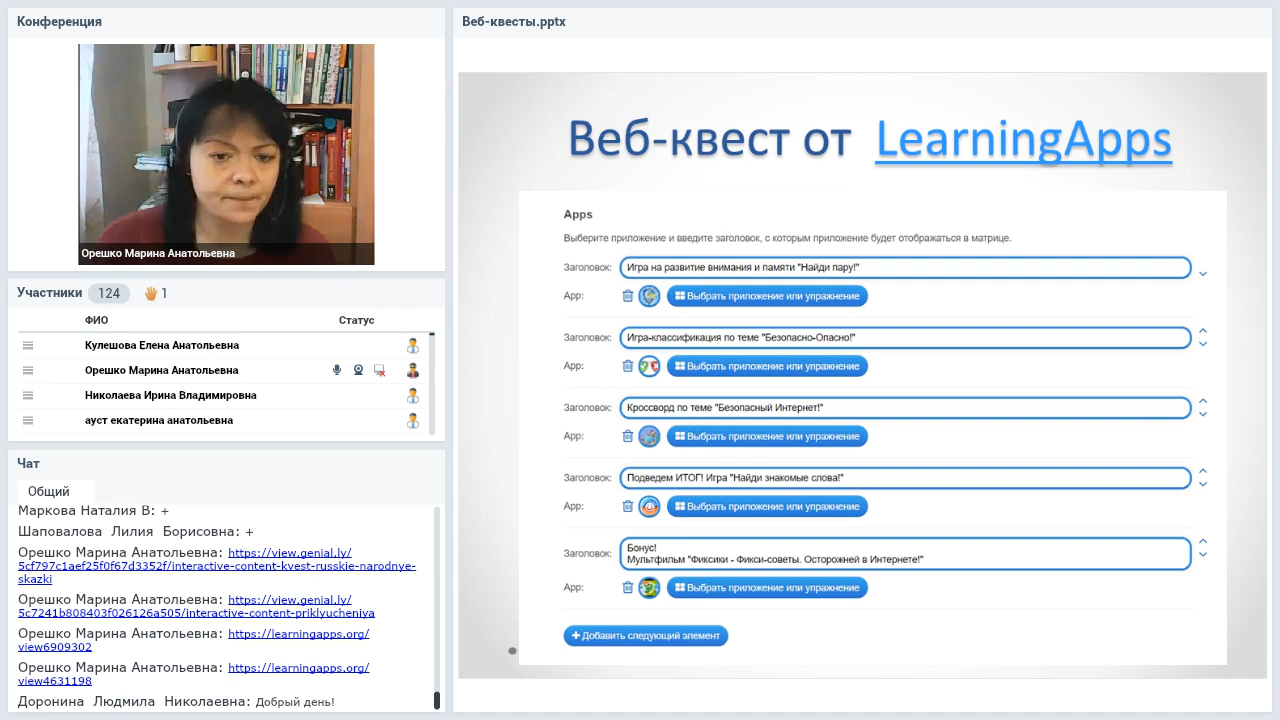 Конференция
Орешко Марина Анатольевна
Участники 124 1
ФИО Статус
Кулешова Елена Анатольевна
Орешко Марина Анатольевна
Николаева Ирина Владимировна
ауст екатерина анатольевна
Чат
Общий
Маркова Наталия В: +
Шаповалова Лилия Борисовна: +
Орешко Марина Анатольевна: https://view.genial.ly/
5cf797c1aef25f0f67d3352f/interactive-content-kvest-russkie-narodnye-
skazki
Орешко Марина Анатольевна: https://view.genial.ly/
5c7241b808403f026126a505/interactive-content-priklyucheniya
Орешко Марина Анатольевна: https://learningapps.org/
view6909302
Орешко Марина Анатольевна: https://learningapps.org/
view4631198
Доронина Людмила Николаевна: Добрый день!
Веб-квесты.pptx
Веб-квест от LearningApps
Apps
Выберите приложение и введите заголовок, с которым приложение будет отображаться в матрице.
Заголовок: Игра на развитие внимания и памяти "Найди пару!"
App: Выбрать приложение или упражнение
Заголовок: Игра-классификация по теме "Безопасно-Опасно!"
App: Выбрать приложение или упражнение
Заголовок: Кроссворд по теме "Безопасный Интернет!"
App: Выбрать приложение или упражнение
Заголовок: Подведем ИТОГ! Игра "Найди знакомые слова!"
App: Выбрать приложение или упражнение
Заголовок: Бонус!
Мультфильм "Фиксики - Фикси-советы. Осторожней в Интернете!"
App: Выбрать приложение или упражнение
+ Добавить следующий элемент